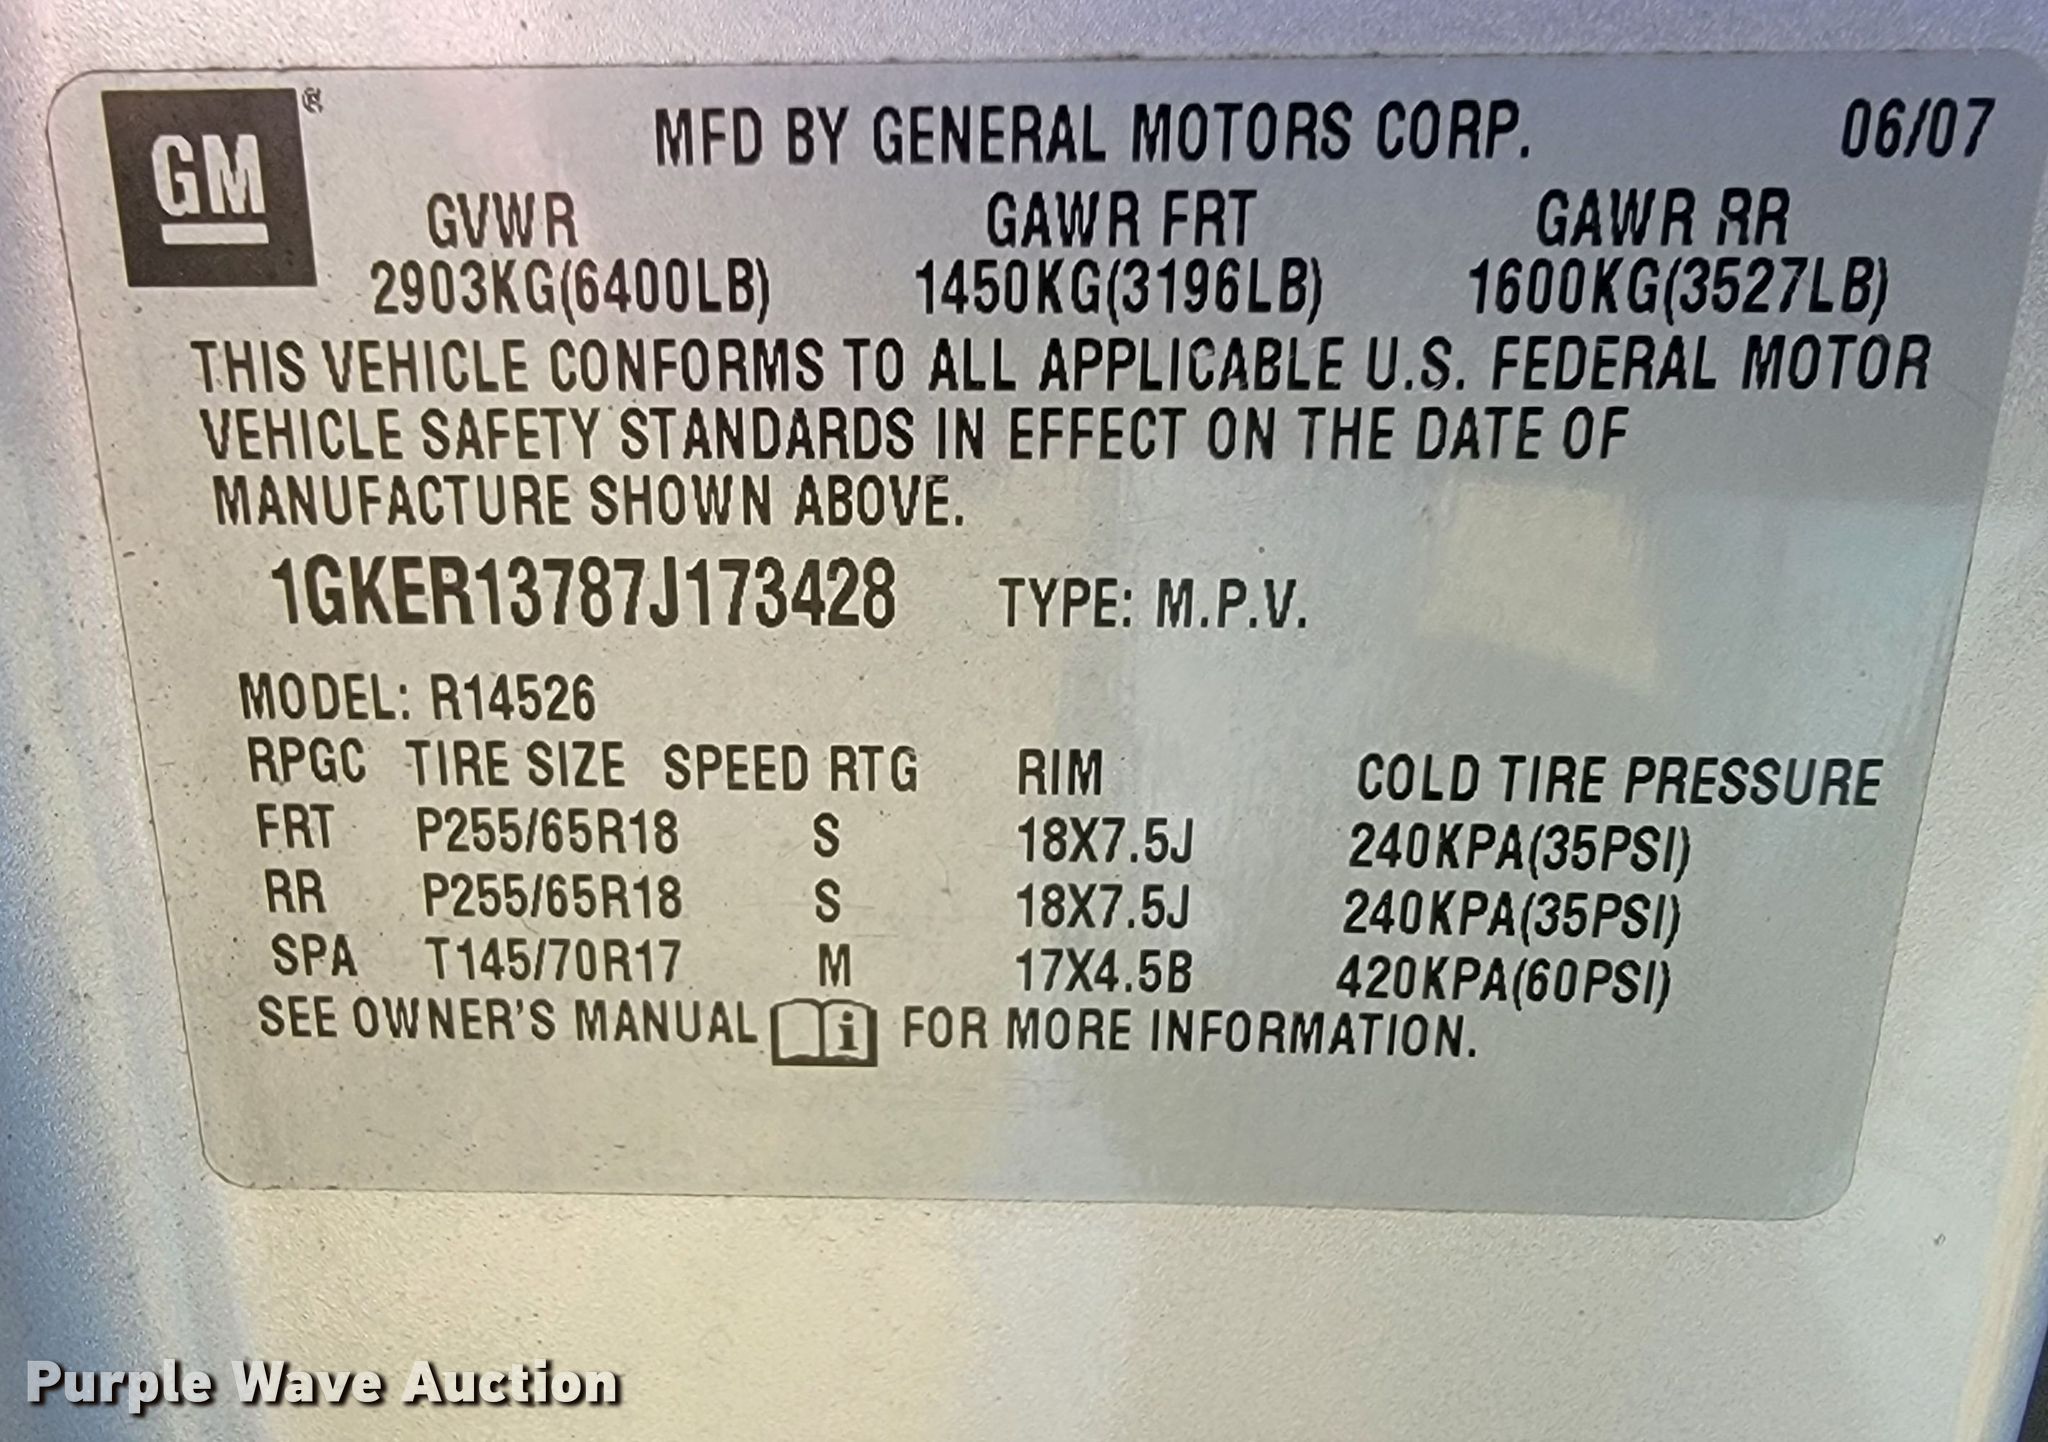 GM®
MFD BY GENERAL MOTORS CORP. 06/07
GVWR GAWR FRT GAWR RR
2903KG(6400LB) 1450KG(3196LB) 1600KG(3527LB)
THIS VEHICLE CONFORMS TO ALL APPLICABLE U.S. FEDERAL MOTOR
VEHICLE SAFETY STANDARDS IN EFFECT ON THE DATE OF
MANUFACTURE SHOWN ABOVE.
1GKER13787J173428 TYPE: M.P.V.
MODEL: R14526
RPGC TIRE SIZE SPEED RTG RIM COLD TIRE PRESSURE
FRT P255/65R18 S 18X7.5J 240KPA(35PSI)
RR P255/65R18 S 18X7.5J 240KPA(35PSI)
SPA T145/70R17 M 17X4.5B 420KPA(60PSI)
SEE OWNER'S MANUAL i FOR MORE INFORMATION.
Purple Wave Auction